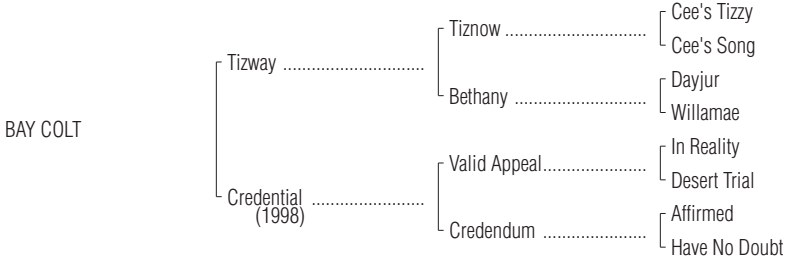 Cee's Tizzy
Tiznow ..............................
Cee's Song
Tizway ..............................
Dayjur
Bethany ............................
Willamae
BAY COLT
In Reality
Valid Appeal......................
Desert Trial
Credential ........................
(1998)
Affirmed
Credendum ......................
Have No Doubt